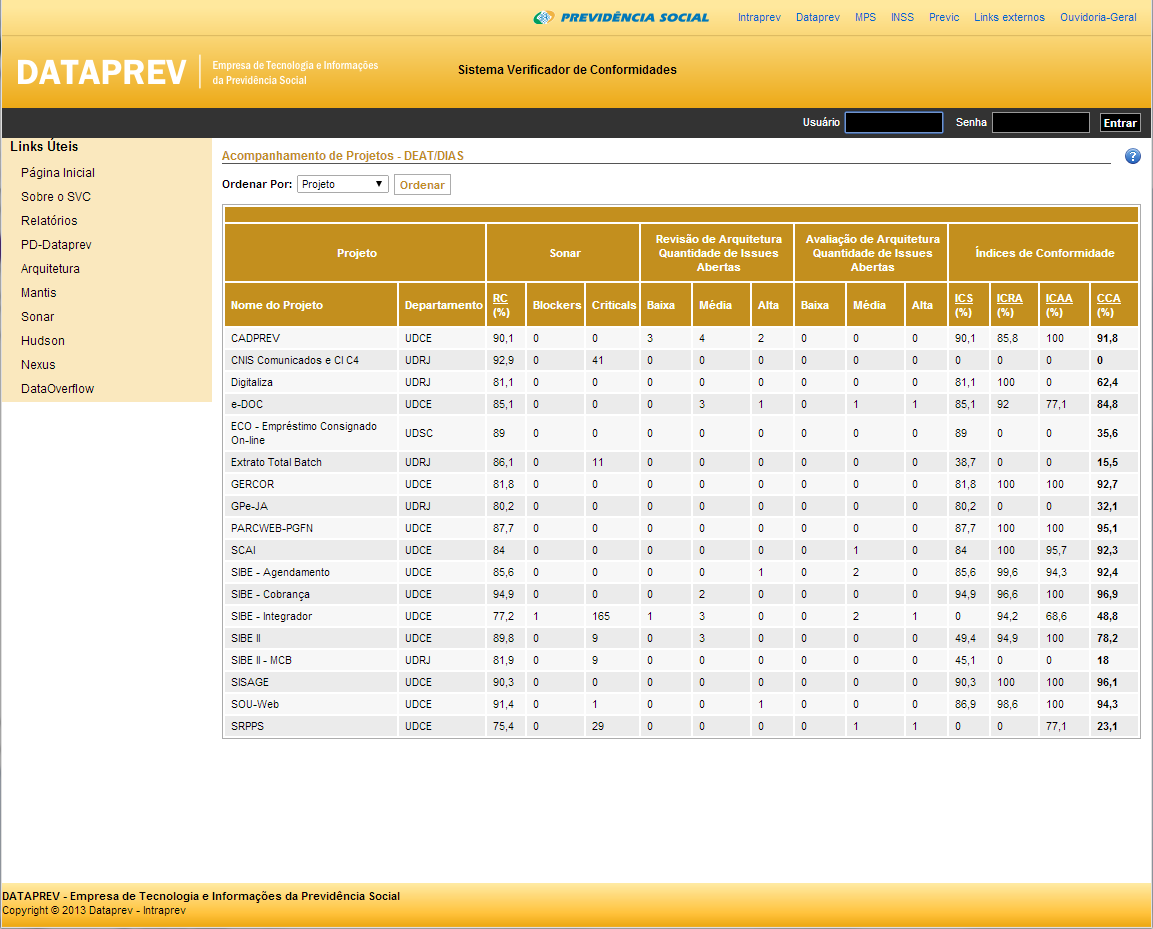 PREVIDÊNCIA SOCIAL Intraprev Dataprev MPS INSS Previc Links externos Ouvidoria-Geral
DATAPREV Empresa de Tecnologia e Informações
da Previdência Social
Sistema Verificador de Conformidades
Usuário Senha Entrar
Links Úteis
Página Inicial
Sobre o SVC
Relatórios
PD-Dataprev
Arquitetura
Mantis
Sonar
Hudson
Nexus
DataOverflow
Acompanhamento de Projetos - DEAT/DIAS ?
Ordenar Por: Projeto ▼ Ordenar
Projeto Sonar Revisão de Arquitetura Quantidade de Issues Abertas Avaliação de Arquitetura Quantidade de Issues Abertas Índices de Conformidade
Nome do Projeto Departamento RC (%) Blockers Criticals Baixa Média Alta Baixa Média Alta ICS (%) ICRA (%) ICAA (%) CCA (%)
CADPREV UDCE 90,1 0 0 3 4 2 0 0 0 90,1 85,8 100 91,8
CNIS Comunicados e CI C4 UDRJ 92,9 0 41 0 0 0 0 0 0 0 0 0 0
Digitaliza UDRJ 81,1 0 0 0 0 0 0 0 0 81,1 100 0 62,4
e-DOC UDCE 85,1 0 0 0 3 1 0 1 1 85,1 92 77,1 84,8
ECO - Empréstimo Consignado
On-line UDSC 89 0 0 0 0 0 0 0 0 89 0 0 35,6
Extrato Total Batch UDRJ 86,1 0 11 0 0 0 0 0 0 38,7 0 0 15,5
GERCOR UDCE 81,8 0 0 0 0 0 0 0 0 81,8 100 100 92,7
GPe-JA UDRJ 80,2 0 0 0 0 0 0 0 0 80,2 0 0 32,1
PARCWEB-PGFN UDCE 87,7 0 0 0 0 0 0 0 0 87,7 100 100 95,1
SCAI UDCE 84 0 0 0 0 0 0 1 0 84 100 95,7 92,3
SIBE - Agendamento UDCE 85,6 0 0 0 0 1 0 2 0 85,6 99,6 94,3 92,4
SIBE - Cobrança UDCE 94,9 0 0 0 2 0 0 0 0 94,9 96,6 100 96,9
SIBE - Integrador UDCE 77,2 1 165 1 3 0 0 2 1 0 94,2 68,6 48,8
SIBE II UDCE 89,8 0 9 0 3 0 0 0 0 49,4 94,9 100 78,2
SIBE II - MCB UDRJ 81,9 0 9 0 0 0 0 0 0 45,1 0 0 18
SISAGE UDCE 90,3 0 0 0 0 0 0 0 0 90,3 100 100 96,1
SOU-Web UDCE 91,4 0 1 0 0 1 0 0 0 86,9 98,6 100 94,3
SRPPS UDCE 75,4 0 29 0 0 0 0 1 1 0 0 77,1 23,1
DATAPREV - Empresa de Tecnologia e Informações da Previdência Social
Copyright © 2013 Dataprev - Intraprev